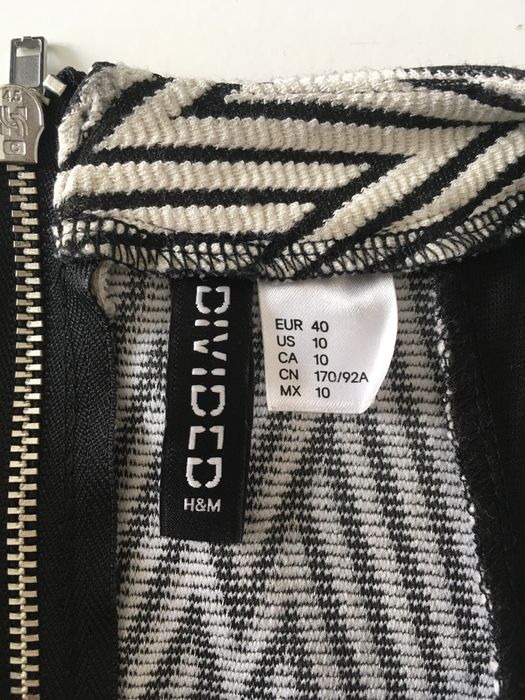 DIVIDED
H&M
EUR 40
US 10
CA 10
CN 170/92A
MX 10